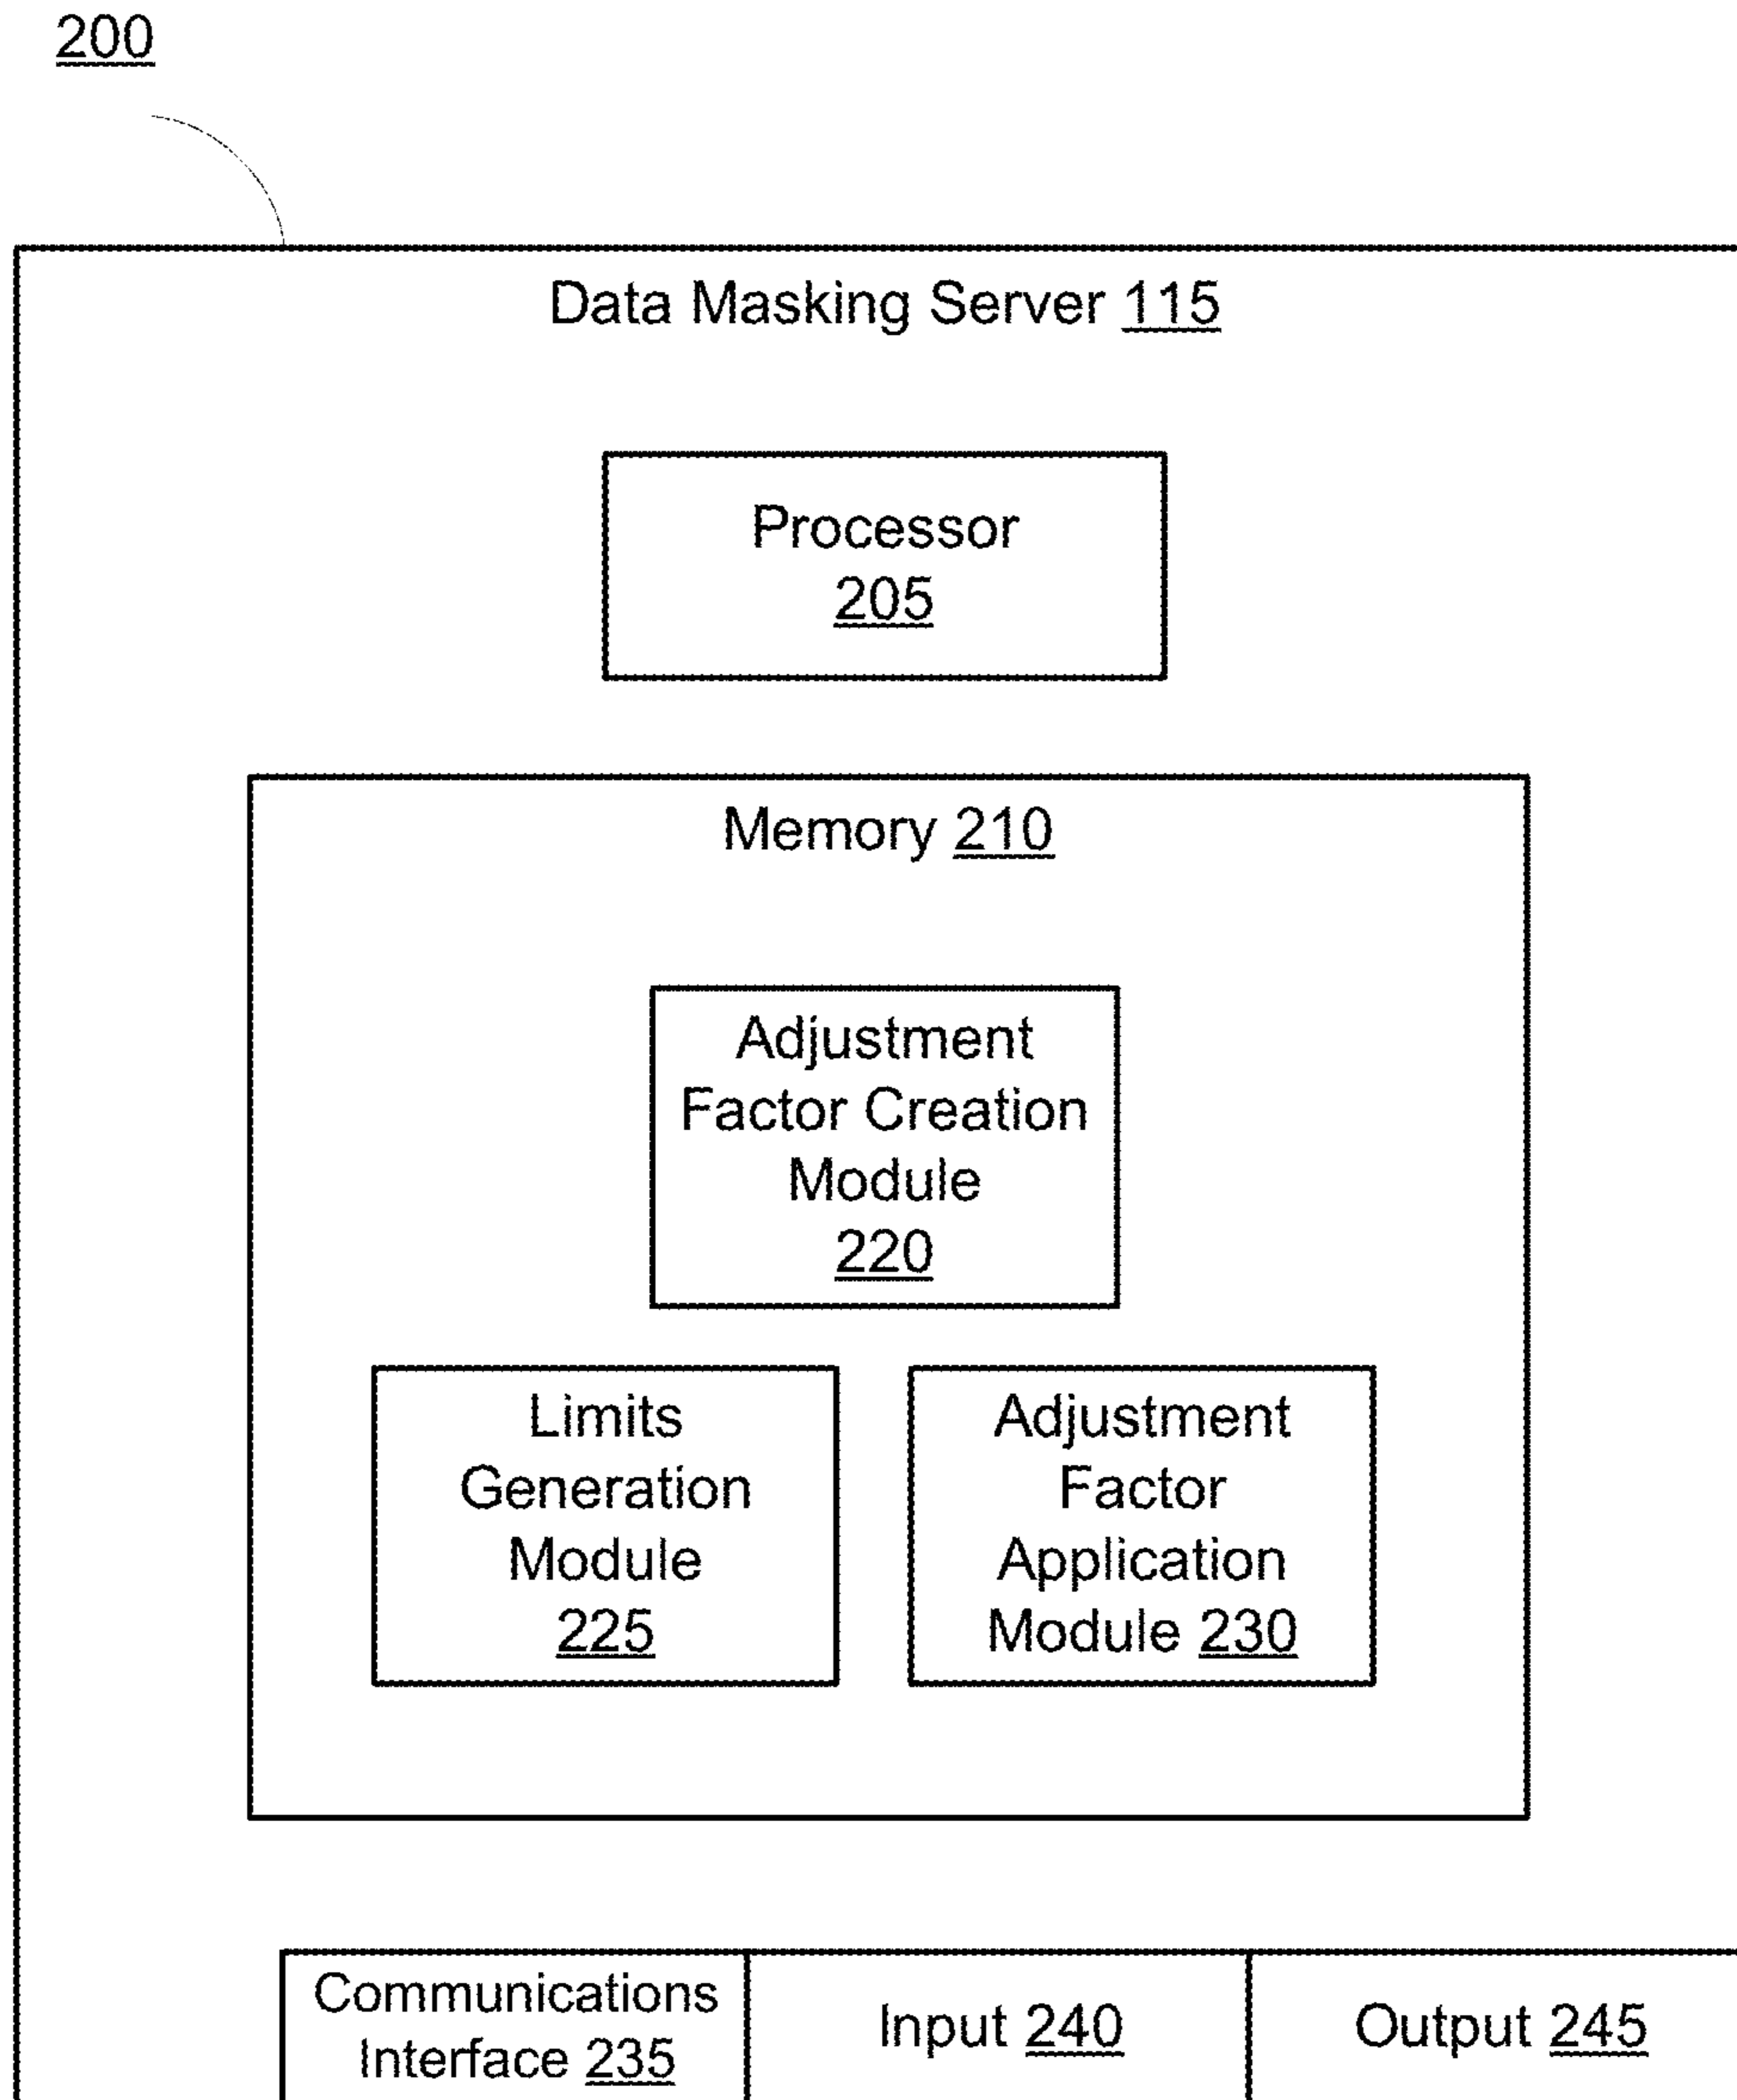 200
Data Masking Server 115
Processor
205
Memory 210
Adjustment
Factor Creation
Module
220
Limits
Generation
Module
225
Adjustment
Factor
Application
Module 230
Communications
Interface 235
Input 240
Output 245